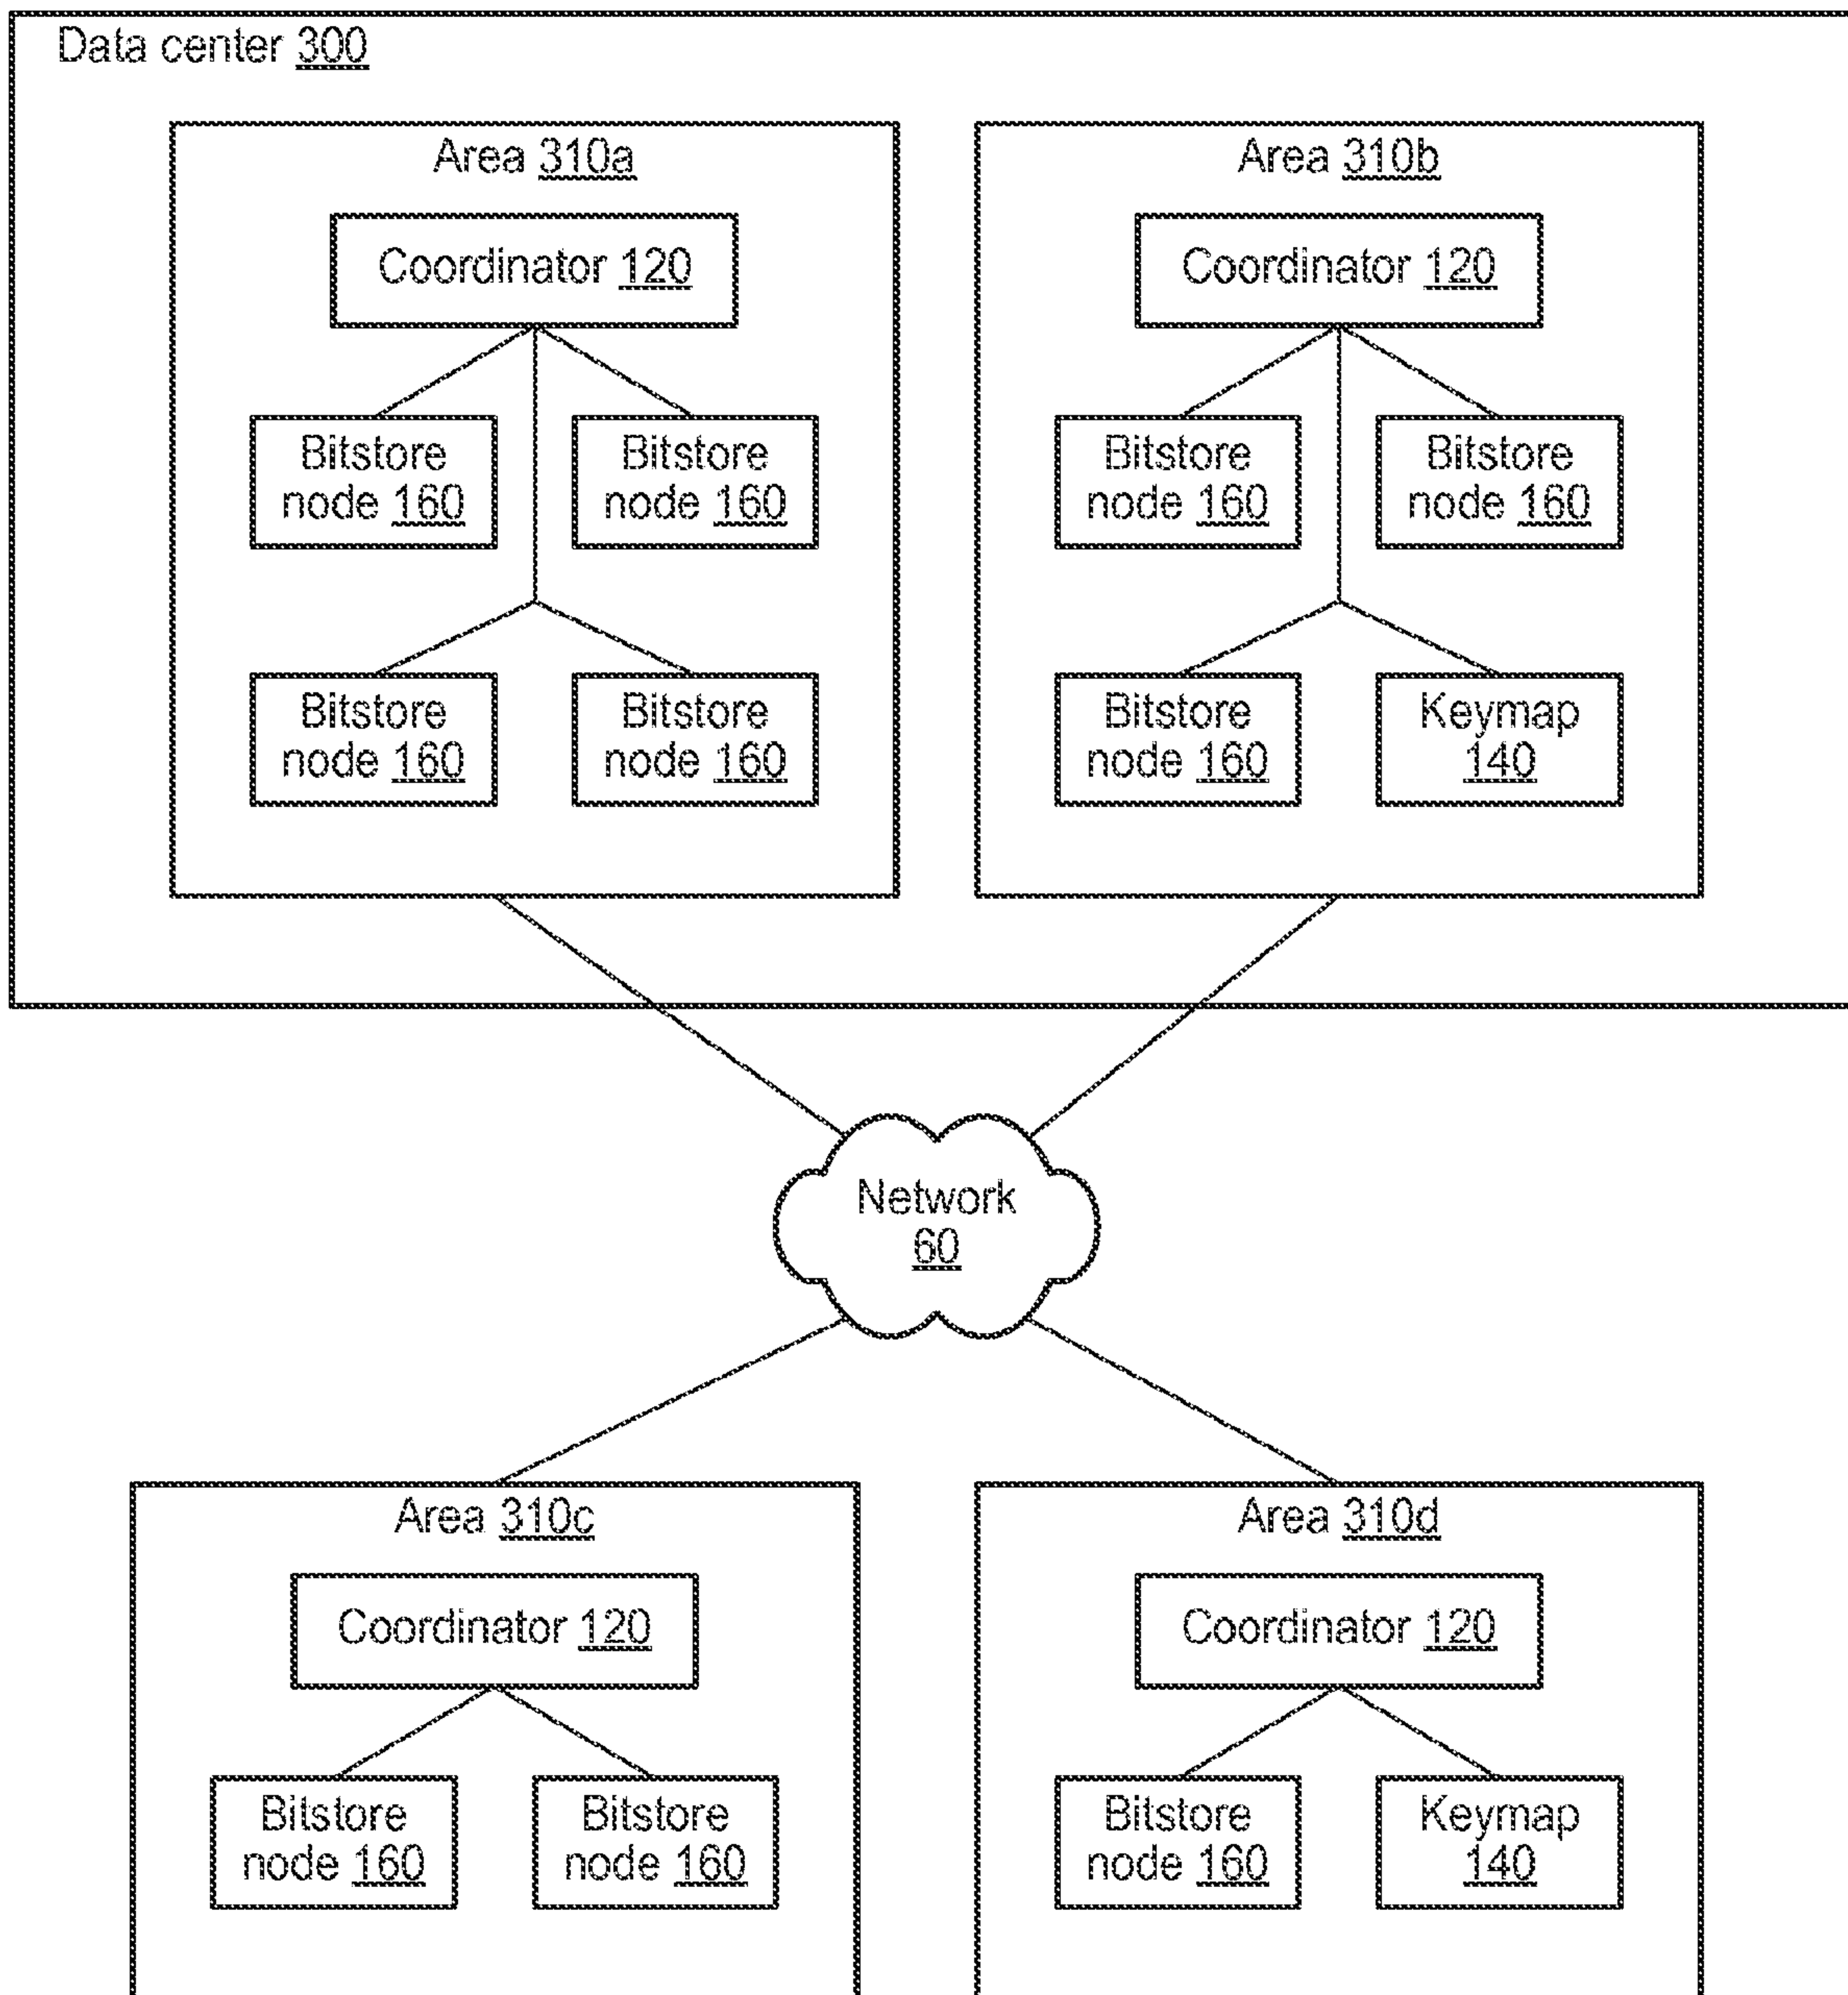 Data center 300
Area 310a
Coordinator 120
Bitstore
node 160
Bitstore
node 160
Bitstore
node 160
Bitstore
node 160
Area 310b
Coordinator 120
Bitstore
node 160
Bitstore
node 160
Bitstore
node 160
Keymap
140
Network
60
Area 310c
Coordinator 120
Bitstore
node 160
Bitstore
node 160
Area 310d
Coordinator 120
Bitstore
node 160
Keymap
140